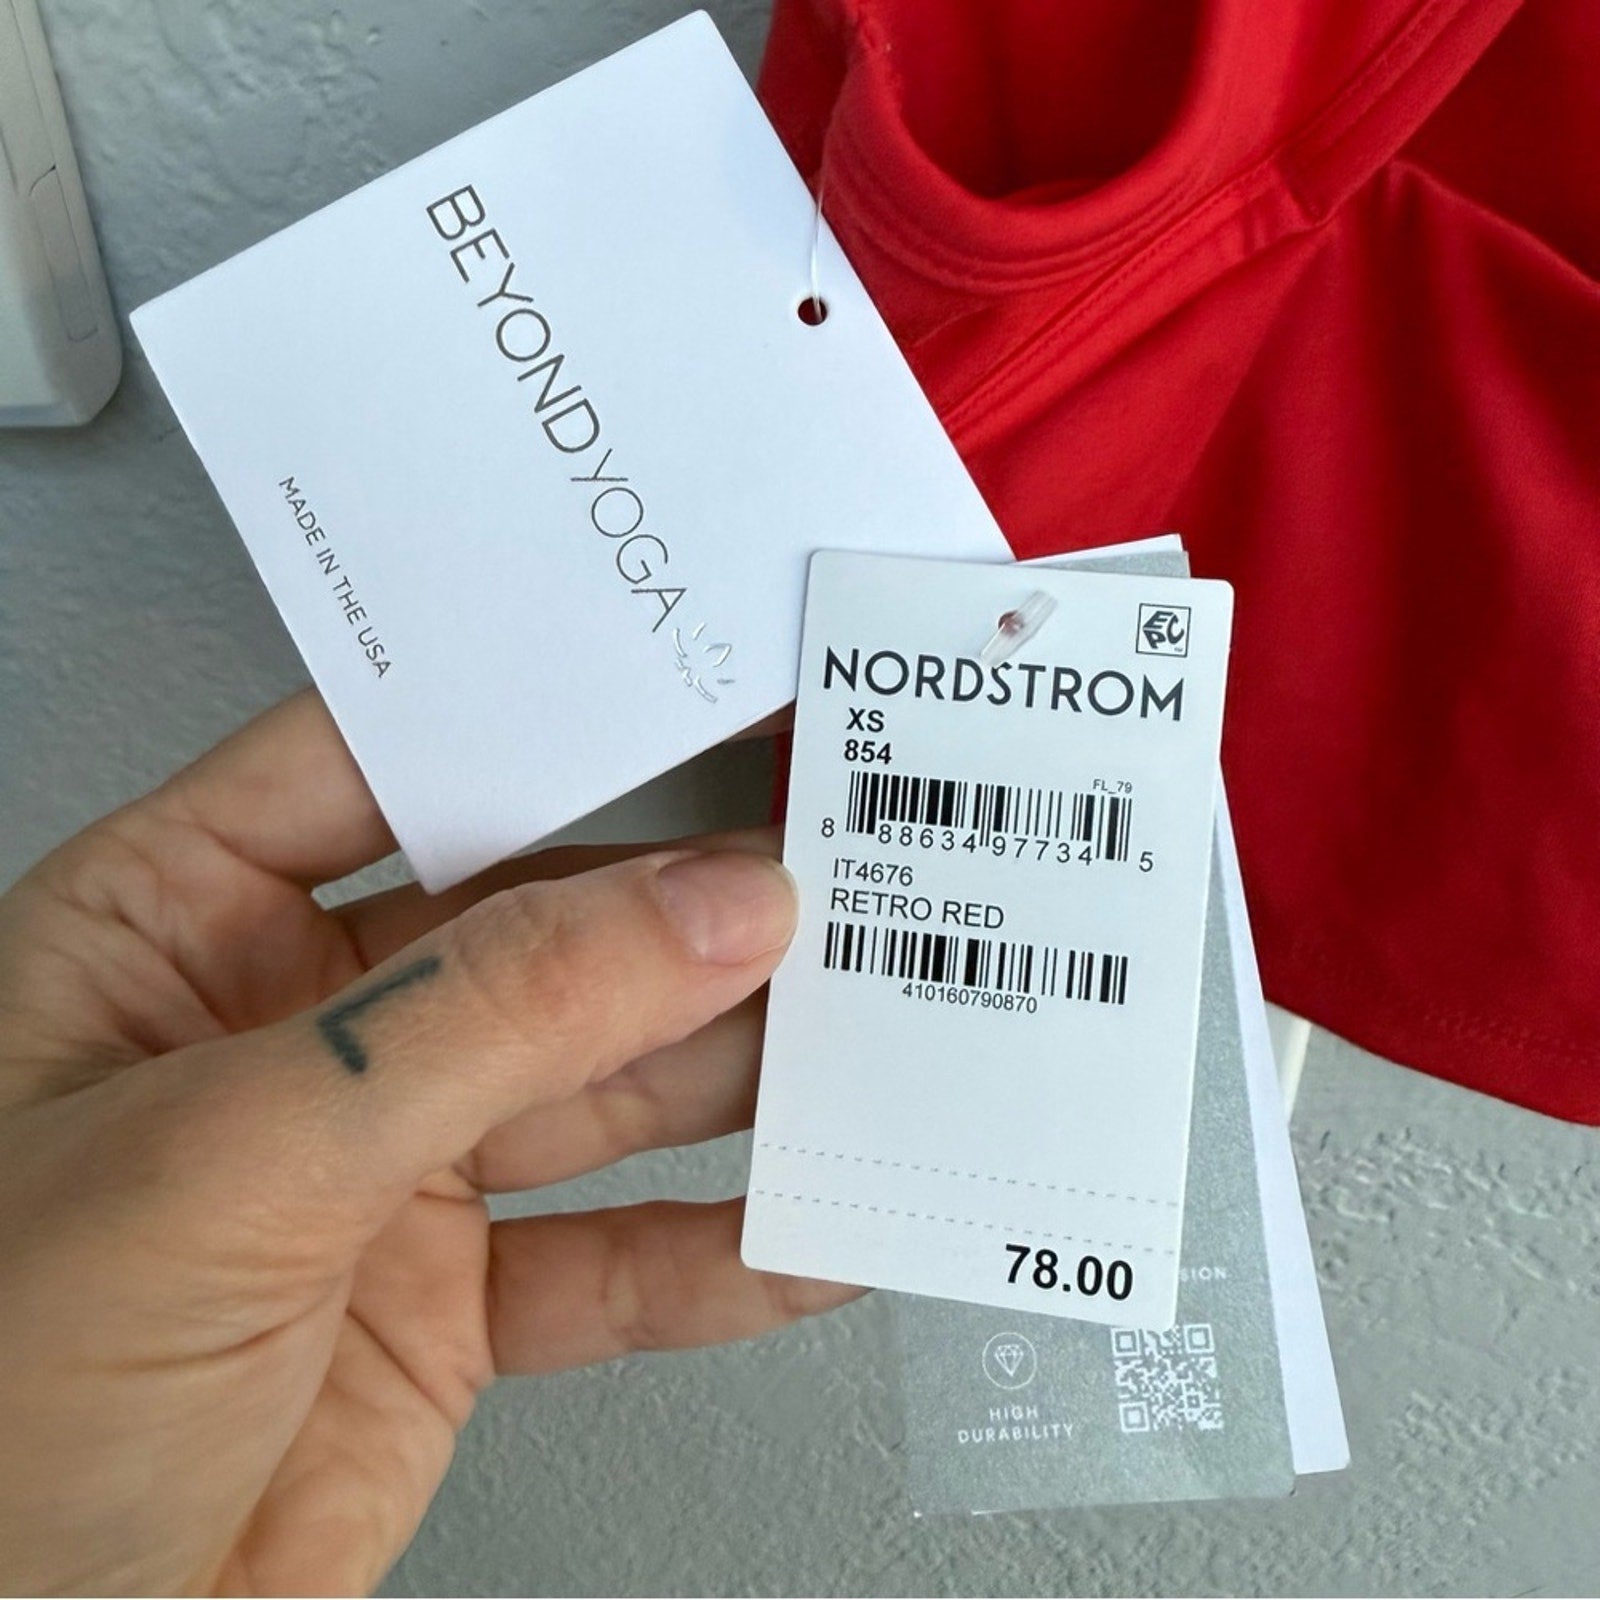 BEYOND YOGA
MADE IN THE USA
EPC
NORDSTROM
XS
854
FL_79
8 88634 97734 5
IT4676
RETRO RED
410160790870
78.00
HIGH
DURABILITY
L